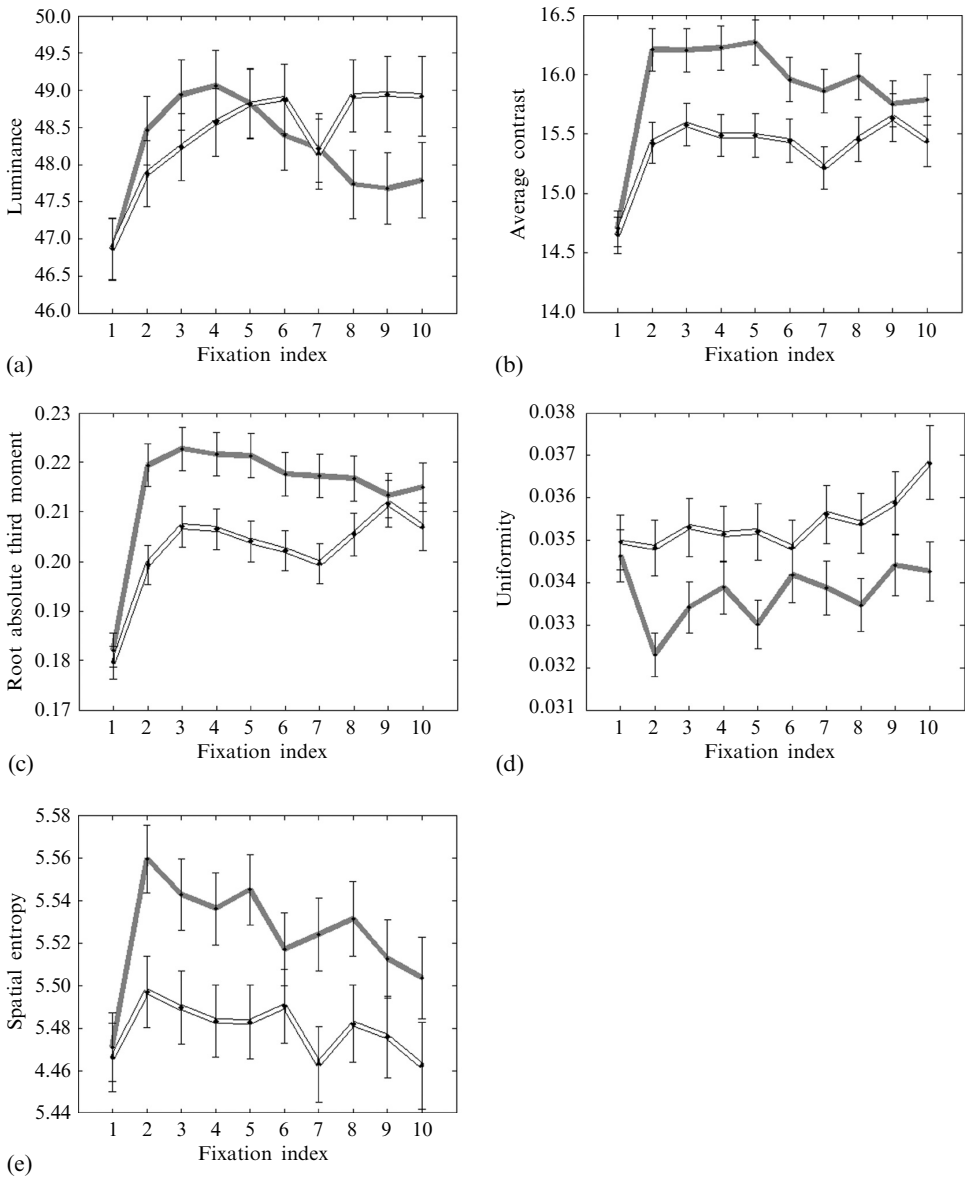 50.0
49.5
49.0
48.5
48.0
47.5
47.0
46.5
46.0
Luminance
1 2 3 4 5 6 7 8 9 10
Fixation index
(a)
16.5
16.0
15.5
15.0
14.5
14.0
Average contrast
1 2 3 4 5 6 7 8 9 10
Fixation index
(b)
0.23
0.22
0.21
0.20
0.19
0.18
0.17
Root absolute third moment
1 2 3 4 5 6 7 8 9 10
Fixation index
(c)
0.038
0.037
0.036
0.035
0.034
0.033
0.032
0.031
Uniformity
1 2 3 4 5 6 7 8 9 10
Fixation index
(d)
5.58
5.56
5.54
5.52
5.50
5.48
4.46
5.44
Spatial entropy
1 2 3 4 5 6 7 8 9 10
Fixation index
(e)